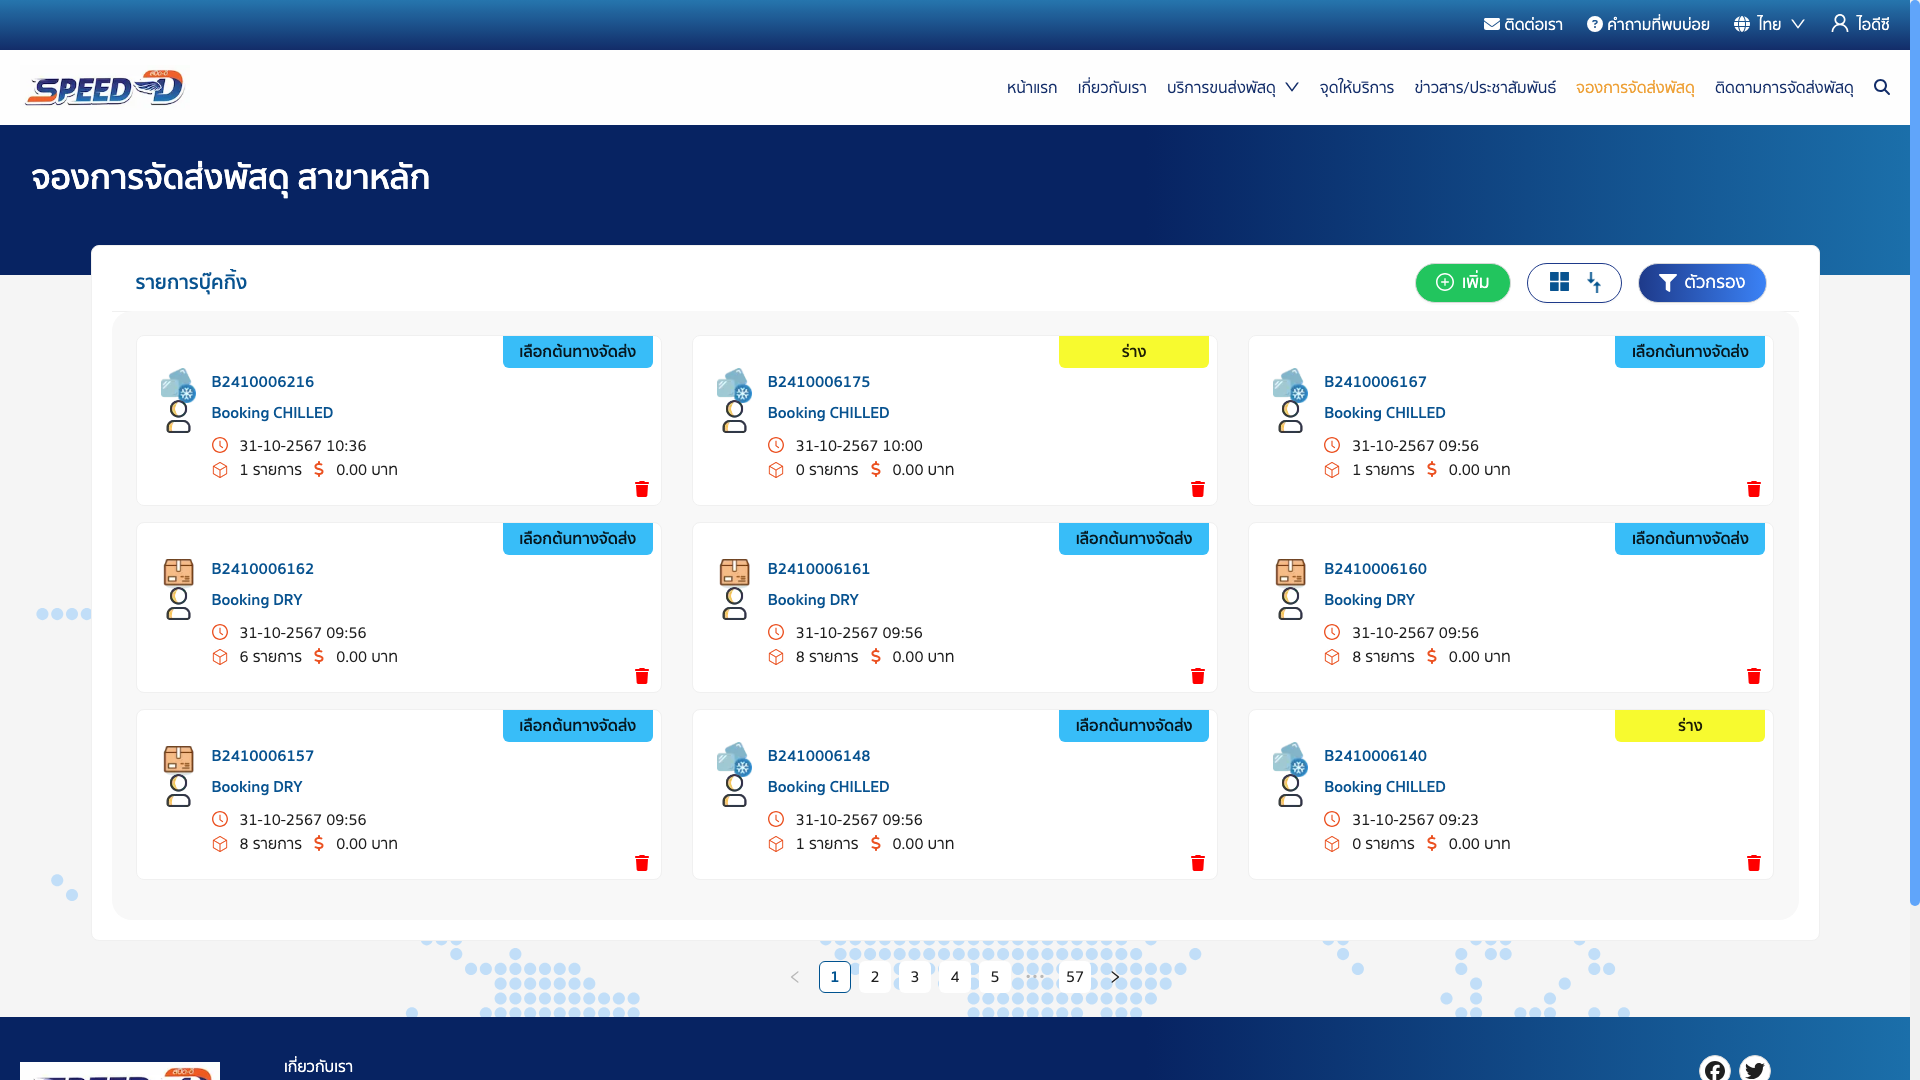 ติดต่อเรา
คำถามที่พบบ่อย
ไทย
ไอดีซี
SPEED-D
หน้าแรก
เกี่ยวกับเรา
บริการขนส่งพัสดุ
จุดให้บริการ
ข่าวสาร/ประชาสัมพันธ์
จองการจัดส่งพัสดุ
ติดตามการจัดส่งพัสดุ
จองการจัดส่งพัสดุ สาขาหลัก
รายการบุ๊คกิ้ง
เพิ่ม
ตัวกรอง
เลือกต้นทางจัดส่ง
B2410006216
Booking CHILLED
31-10-2567 10:36
1 รายการ $ 0.00 บาท
ร่าง
B2410006175
Booking CHILLED
31-10-2567 10:00
0 รายการ $ 0.00 บาท
เลือกต้นทางจัดส่ง
B2410006167
Booking CHILLED
31-10-2567 09:56
1 รายการ $ 0.00 บาท
เลือกต้นทางจัดส่ง
B2410006162
Booking DRY
31-10-2567 09:56
6 รายการ $ 0.00 บาท
เลือกต้นทางจัดส่ง
B2410006161
Booking DRY
31-10-2567 09:56
8 รายการ $ 0.00 บาท
เลือกต้นทางจัดส่ง
B2410006160
Booking DRY
31-10-2567 09:56
8 รายการ $ 0.00 บาท
เลือกต้นทางจัดส่ง
B2410006157
Booking DRY
31-10-2567 09:56
8 รายการ $ 0.00 บาท
เลือกต้นทางจัดส่ง
B2410006148
Booking CHILLED
31-10-2567 09:56
1 รายการ $ 0.00 บาท
ร่าง
B2410006140
Booking CHILLED
31-10-2567 09:23
0 รายการ $ 0.00 บาท
1 2 3 4 5 ••• 57
เกี่ยวกับเรา